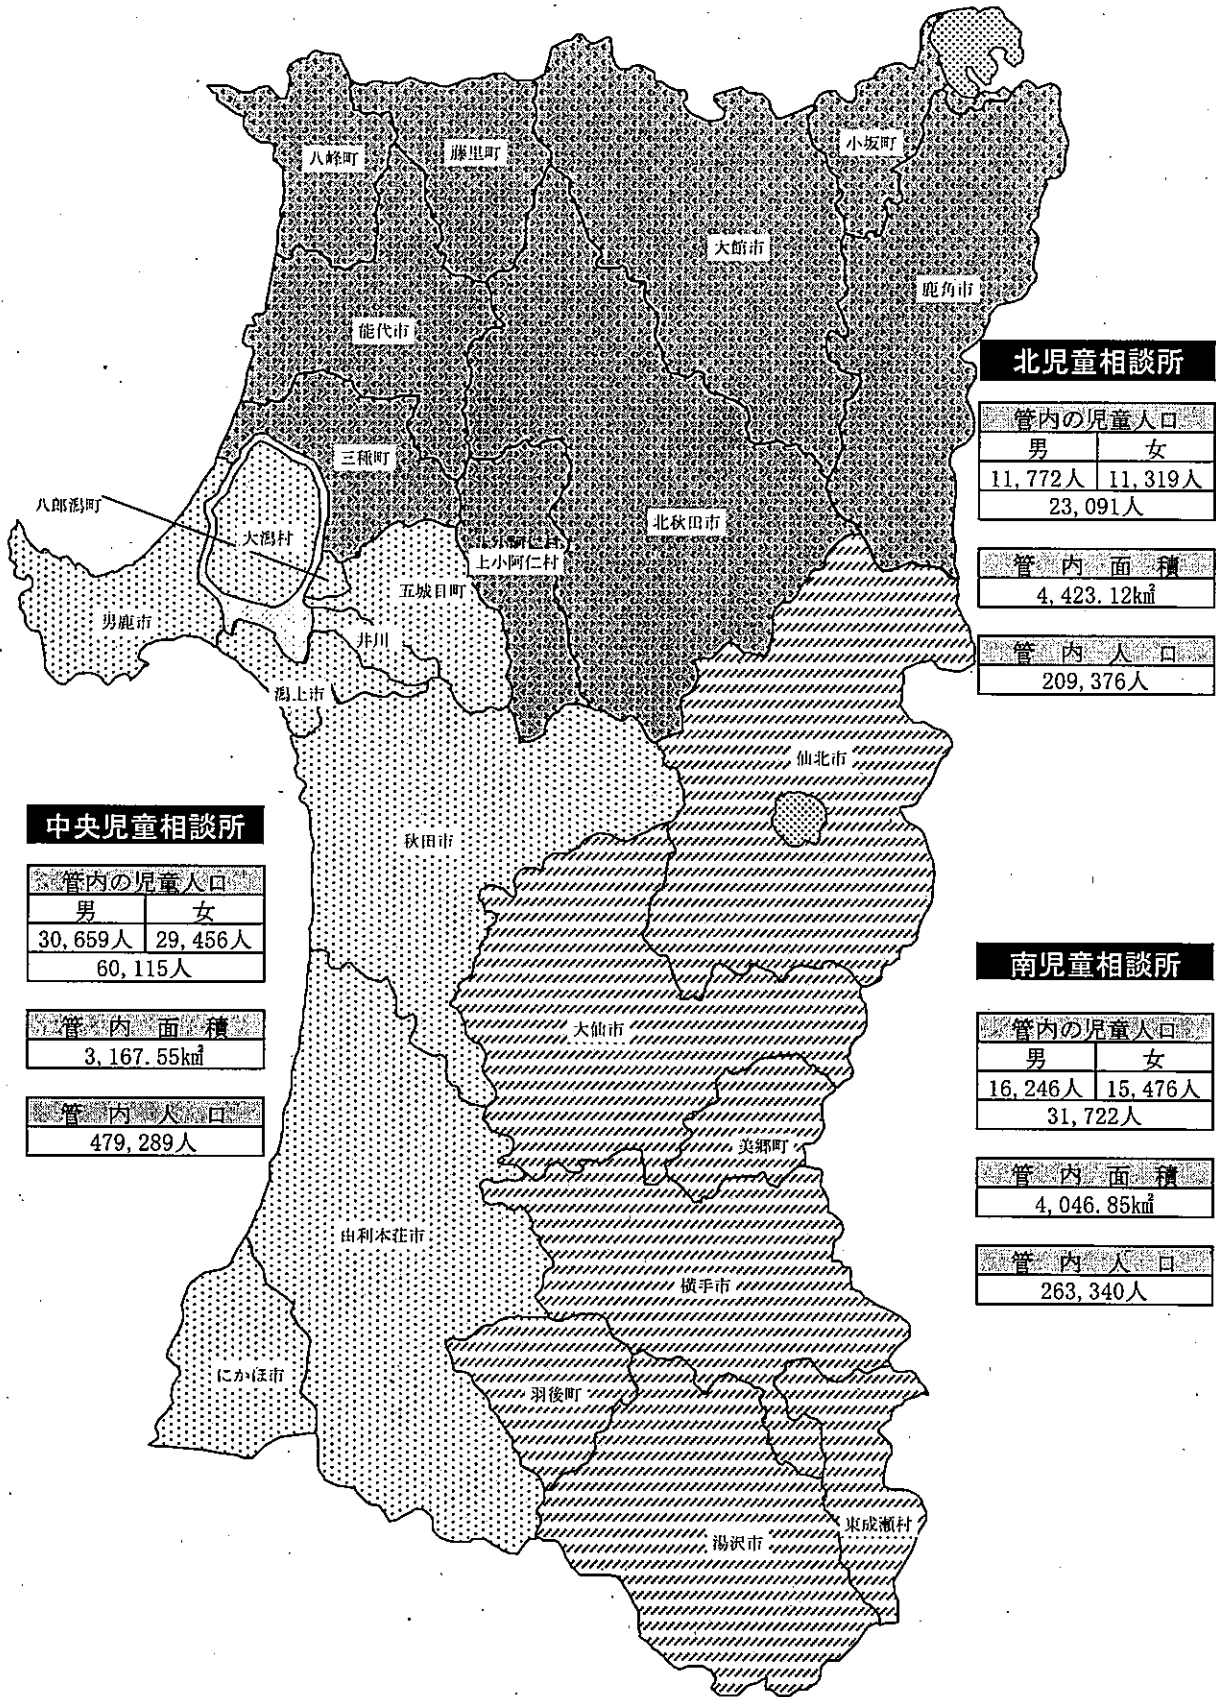 八峰町
藤里町
小坂町
大館市
鹿角市
能代市
三種町
八郎潟町
大潟村
北秋田市
上小阿仁村
五城目町
男鹿市
井川
潟上市
仙北市
秋田市
大仙市
美郷町
由利本荘市
横手市
にかほ市
羽後町
湯沢市
東成瀬村
北児童相談所
管内の児童人口
男 女
11,772人 11,319人
23,091人
管内面積
4,423.12k㎡
管内人口
209,376人
中央児童相談所
管内の児童人口
男 女
30,659人 29,456人
60,115人
管内面積
3,167.55k㎡
管内人口
479,289人
南児童相談所
管内の児童人口
男 女
16,246人 15,476人
31,722人
管内面積
4,046.85k㎡
管内人口
263,340人